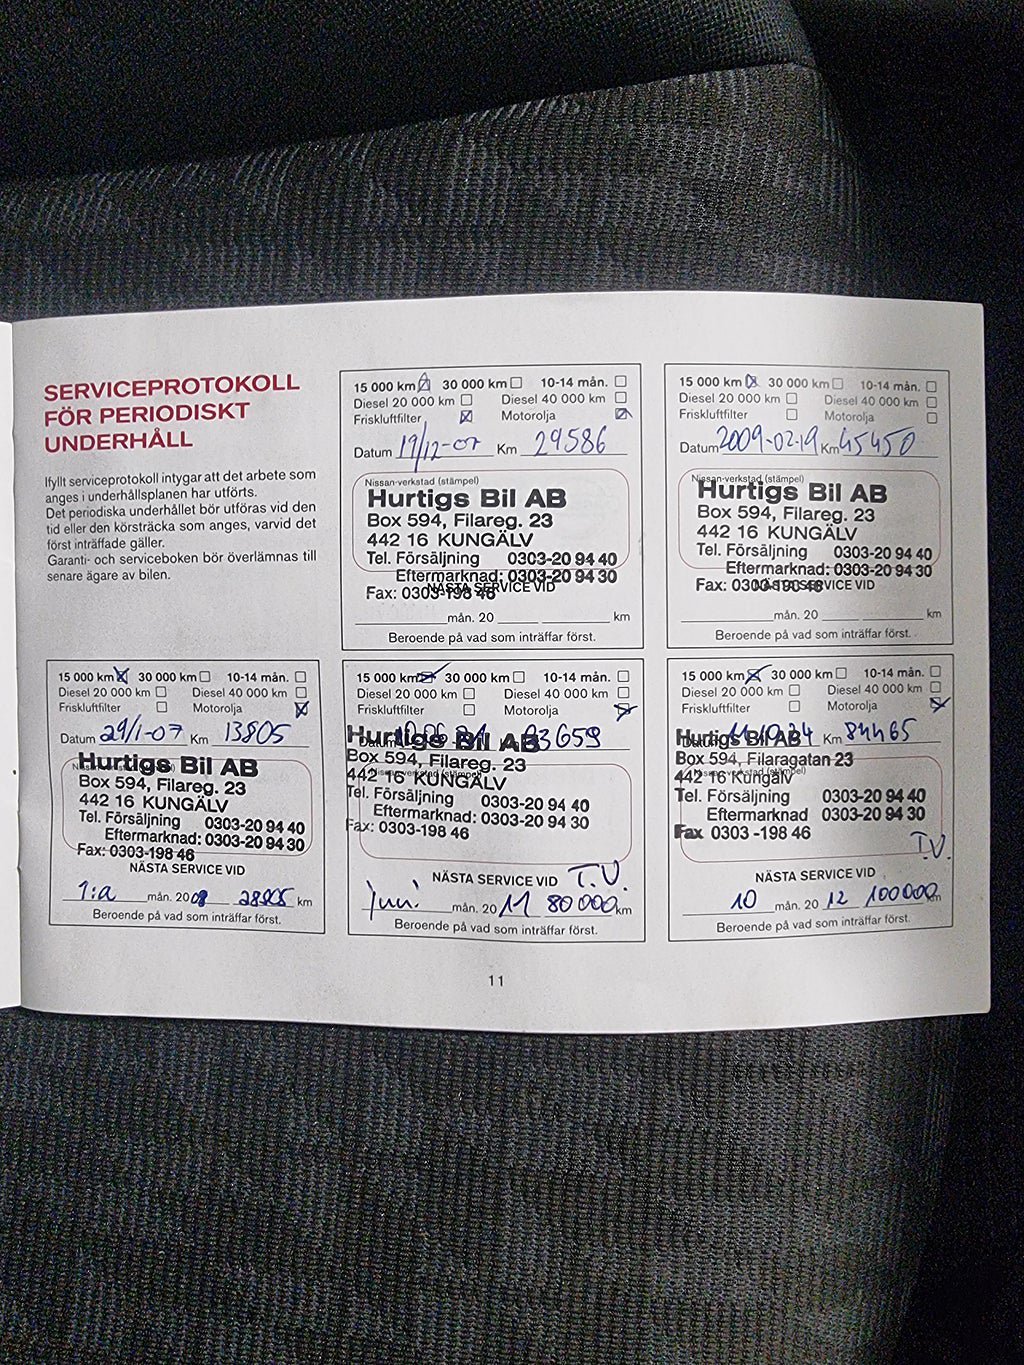 SERVICEPROTOKOLL
FÖR PERIODISKT
UNDERHÅLL
Ifyllt serviceprotokoll intygar att det arbete som
anges i underhållsplanen har utförts.
Det periodiska underhållet bör utföras vid den
tid eller den körsträcka som anges, varvid det
först inträffade gäller.
Garanti- och serviceboken bör överlämnas till
senare ägare av bilen.
15 000 km 30 000 km 10-14 mån.
Diesel 20 000 km Diesel 40 000 km
Friskluftfilter Motorolja
Datum 19/12-07 Km 29586
Nissan-verkstad (stämpel)
Hurtigs Bil AB
Box 594, Filareg. 23
442 16 KUNGÄLV
Tel. Försäljning 0303-20 94 40
Eftermarknad: 0303-20 94 30
NÄSTA SERVICE VID
Fax: 0303-198 46
mån. 20 km
Beroende på vad som inträffar först.
15 000 km 30 000 km 10-14 mån.
Diesel 20 000 km Diesel 40 000 km
Friskluftfilter Motorolja
Datum 2009-02-19 Km 45450
Nissan-verkstad (stämpel)
Hurtigs Bil AB
Box 594, Filareg. 23
442 16 KUNGÄLV
Tel. Försäljning 0303-20 94 40
Eftermarknad: 0303-20 94 30
NÄSTA SERVICE VID
Fax: 0303-198 46
mån. 20 km
Beroende på vad som inträffar först.
15 000 km 30 000 km 10-14 mån.
Diesel 20 000 km Diesel 40 000 km
Friskluftfilter Motorolja
Datum 29/1-07 Km 13805
Hurtigs Bil AB
Box 594, Filareg. 23
442 16 KUNGÄLV
Tel. Försäljning 0303-20 94 40
Eftermarknad: 0303-20 94 30
Fax: 0303-198 46
NÄSTA SERVICE VID
1:a mån. 2008 28805 km
Beroende på vad som inträffar först.
15 000 km 30 000 km 10-14 mån.
Diesel 20 000 km Diesel 40 000 km
Friskluftfilter Motorolja
63659
Hurtigs Bil AB
Box 594, Filareg. 23
442 16 KUNGÄLV
Nissan-verkstad (stämpel)
Tel. Försäljning 0303-20 94 40
Eftermarknad: 0303-20 94 30
Fax: 0303-198 46
NÄSTA SERVICE VID T.V.
juni mån. 20 11 80 000 km
Beroende på vad som inträffar först.
15 000 km 30 000 km 10-14 mån.
Diesel 20 000 km Diesel 40 000 km
Friskluftfilter Motorolja
Datum Km 84465
Hurtigs Bil AB
Box 594, Filaragatan 23
442 16 Kungälv
Nissan-verkstad (stämpel)
Tel. Försäljning 0303-20 94 40
Eftermarknad 0303-20 94 30
Fax 0303 -198 46
T.V.
NÄSTA SERVICE VID
10 mån. 20 12 100 000 km
Beroende på vad som inträffar först.
11